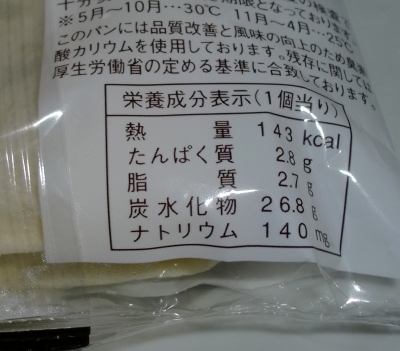 ※5月～10月…30℃ 11月～4月…25℃
このパンには品質改善と風味の向上のため臭素
酸カリウムを使用しております。残存に関しては
厚生労働省の定める基準に合致しております。
栄養成分表示(1個当り)
熱量 143 kcal
たんぱく質 2.8 g
脂質 2.7 g
炭水化物 26.8 g
ナトリウム 140 mg